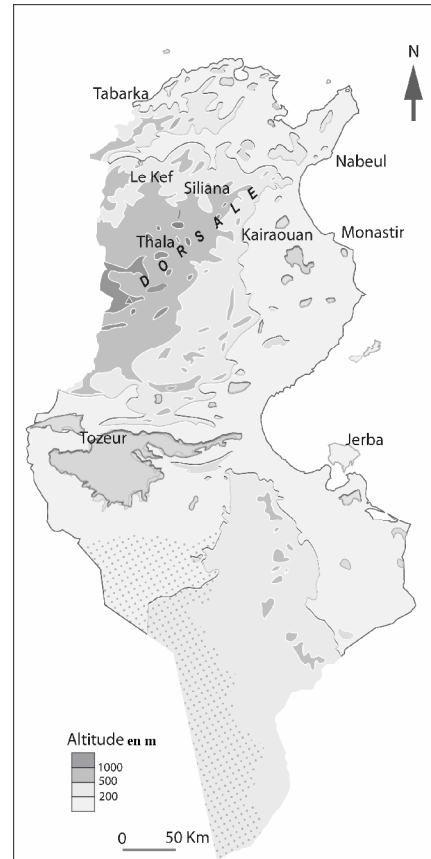 N
Tabarka
Nabeul
Le Kef
Siliana
DORSALE
Thala
Kairaouan
Monastir
Tozeur
Jerba
Altitude en m
1000
500
200
0 50 Km